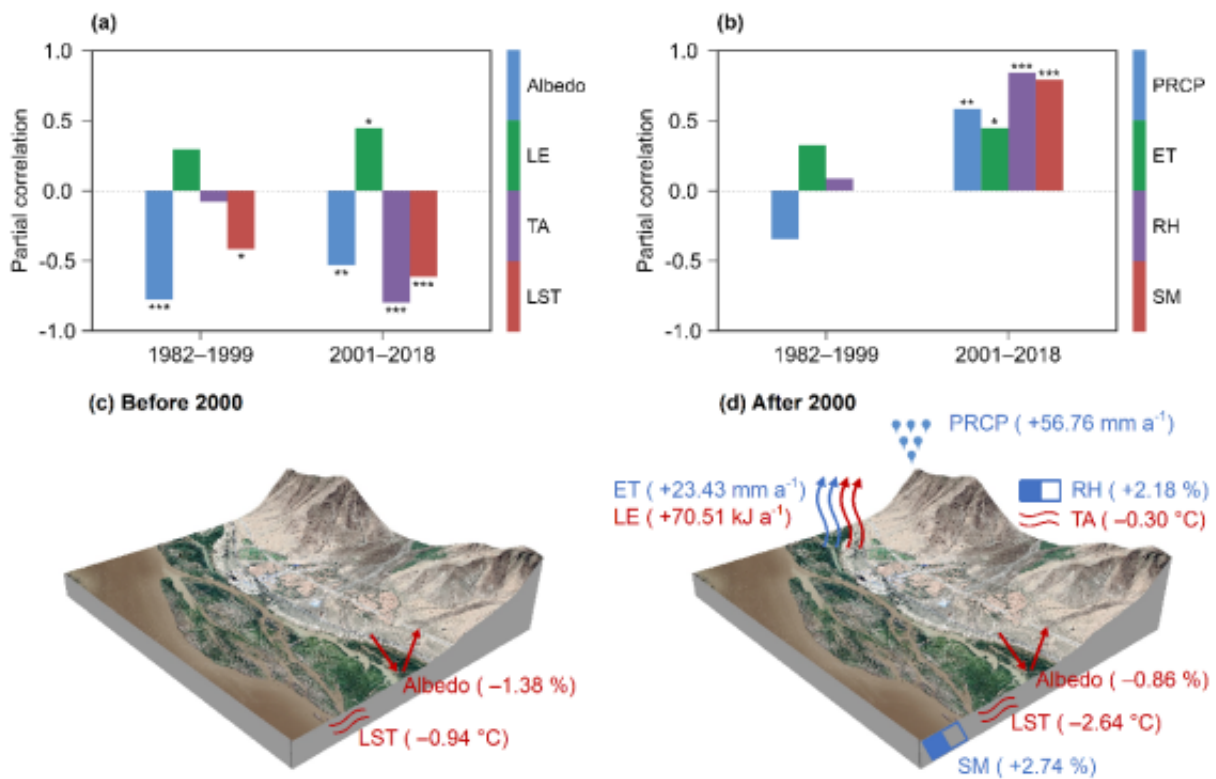 (a)
1.0
0.5
0.0
-0.5
-1.0
Partial correlation
***
*
**
*
***
***
1982–1999
2001–2018
Albedo
LE
TA
LST
(b)
1.0
0.5
0.0
-0.5
-1.0
Partial correlation
**
*
***
***
1982–1999
2001–2018
PRCP
ET
RH
SM
(c) Before 2000
Albedo ( –1.38 %)
LST ( –0.94 °C)
(d) After 2000
PRCP ( +56.76 mm a⁻¹)
ET ( +23.43 mm a⁻¹)
LE ( +70.51 kJ a⁻¹)
RH ( +2.18 %)
TA ( –0.30 °C)
Albedo ( –0.86 %)
LST ( –2.64 °C)
SM ( +2.74 %)